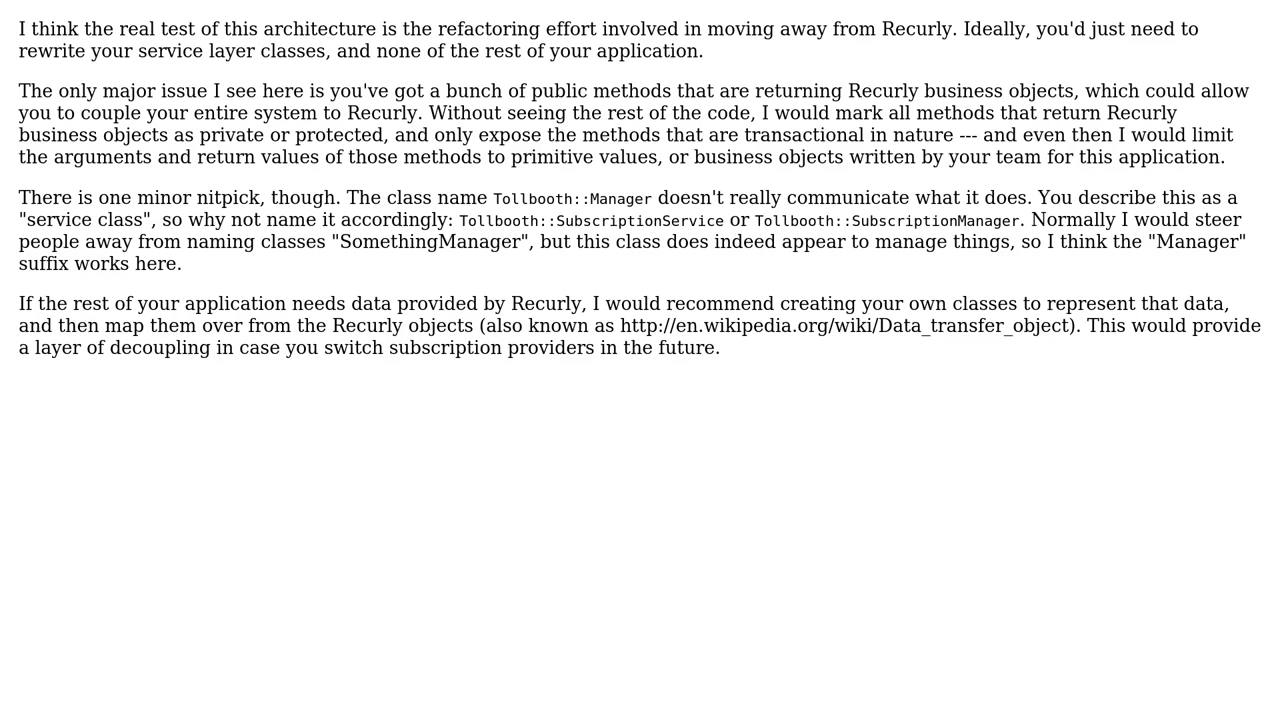 I think the real test of this architecture is the refactoring effort involved in moving away from Recurly. Ideally, you'd just need to
rewrite your service layer classes, and none of the rest of your application.
The only major issue I see here is you've got a bunch of public methods that are returning Recurly business objects, which could allow
you to couple your entire system to Recurly. Without seeing the rest of the code, I would mark all methods that return Recurly
business objects as private or protected, and only expose the methods that are transactional in nature --- and even then I would limit
the arguments and return values of those methods to primitive values, or business objects written by your team for this application.
There is one minor nitpick, though. The class name Tollbooth::Manager doesn't really communicate what it does. You describe this as a
"service class", so why not name it accordingly: Tollbooth::SubscriptionService or Tollbooth::SubscriptionManager. Normally I would steer
people away from naming classes "SomethingManager", but this class does indeed appear to manage things, so I think the "Manager"
suffix works here.
If the rest of your application needs data provided by Recurly, I would recommend creating your own classes to represent that data,
and then map them over from the Recurly objects (also known as http://en.wikipedia.org/wiki/Data_transfer_object). This would provide
a layer of decoupling in case you switch subscription providers in the future.